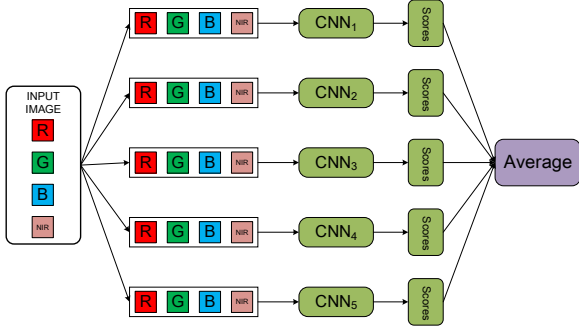 INPUT
IMAGE
R
G
B
NIR
R G B NIR CNN1 Scores
R G B NIR CNN2 Scores
R G B NIR CNN3 Scores
R G B NIR CNN4 Scores
R G B NIR CNN5 Scores
Average